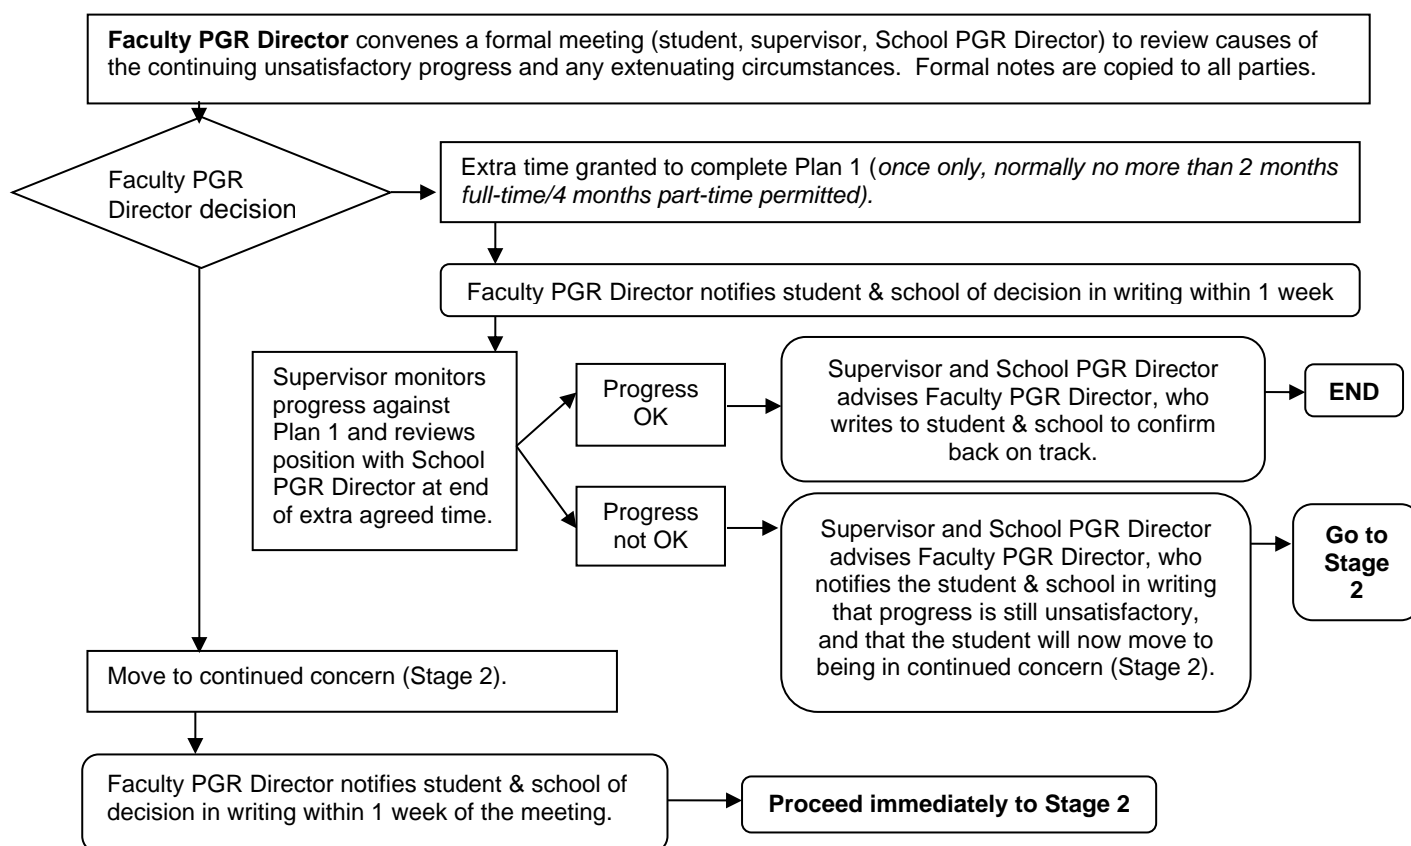 Faculty PGR Director convenes a formal meeting (student, supervisor, School PGR Director) to review causes of
the continuing unsatisfactory progress and any extenuating circumstances.  Formal notes are copied to all parties.
Faculty PGR
Director decision
Extra time granted to complete Plan 1 (once only, normally no more than 2 months
full-time/4 months part-time permitted).
Faculty PGR Director notifies student & school of decision in writing within 1 week
Supervisor monitors
progress against
Plan 1 and reviews
position with School
PGR Director at end
of extra agreed time.
Progress
OK
Supervisor and School PGR Director
advises Faculty PGR Director, who
writes to student & school to confirm
back on track.
END
Progress
not OK
Supervisor and School PGR Director
advises Faculty PGR Director, who
notifies the student & school in writing
that progress is still unsatisfactory,
and that the student will now move to
being in continued concern (Stage 2).
Go to
Stage
2
Move to continued concern (Stage 2).
Faculty PGR Director notifies student & school of
decision in writing within 1 week of the meeting.
Proceed immediately to Stage 2